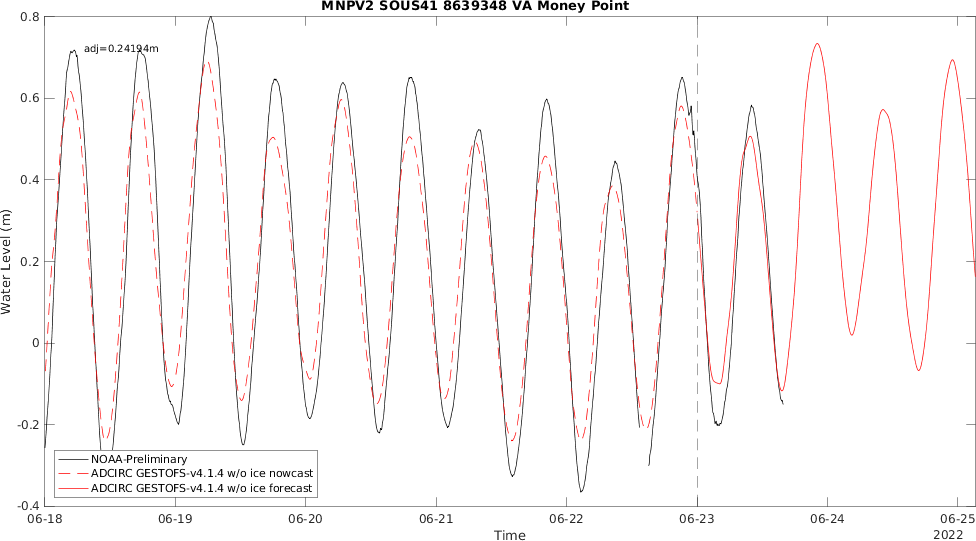 MNPV2 SOUS41 8639348 VA Money Point
adj=0.24194m
0.8
0.6
0.4
0.2
0
-0.2
-0.4
Water Level (m)
NOAA-Preliminary
ADCIRC GESTOFS-v4.1.4 w/o ice nowcast
ADCIRC GESTOFS-v4.1.4 w/o ice forecast
06-18 06-19 06-20 06-21 06-22 06-23 06-24 06-25
Time
2022